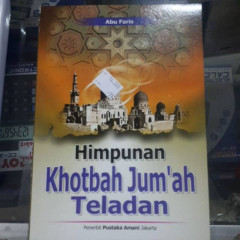 Abu Faris
Himpunan
Khotbah Jum'ah
Teladan
Penerbit Pustaka Amani Jakarta